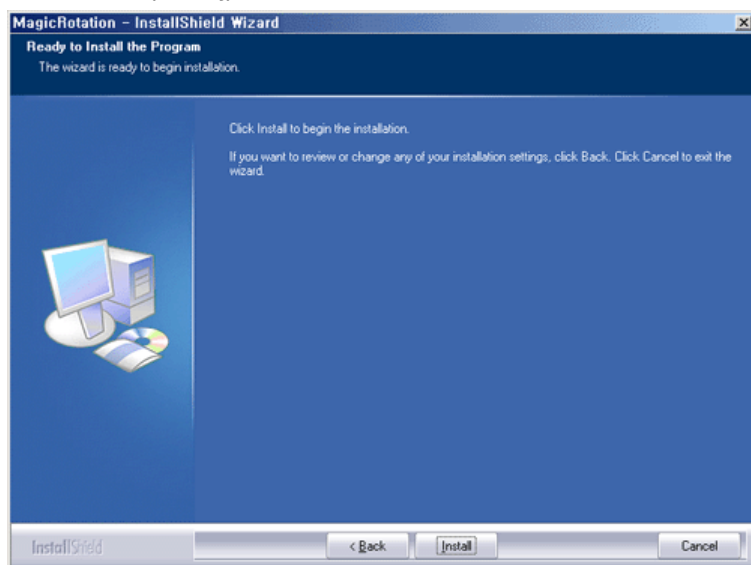 MagicRotation - InstallShield Wizard
Ready to Install the Program
The wizard is ready to begin installation.
Click Install to begin the installation.
If you want to review or change any of your installation settings, click Back. Click Cancel to exit the
wizard.
InstallShield
< Back
Install
Cancel